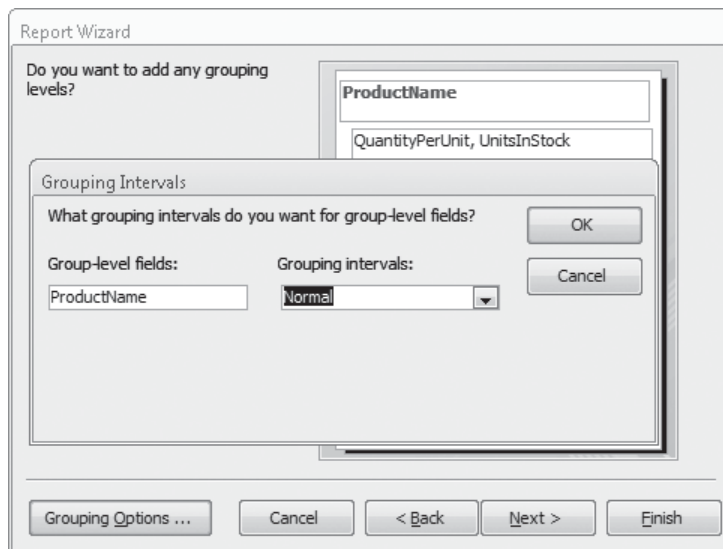 Report Wizard
Do you want to add any grouping
levels?
ProductName
QuantityPerUnit, UnitsInStock
Grouping Intervals
What grouping intervals do you want for group-level fields?
OK
Group-level fields:
Grouping intervals:
Cancel
ProductName
Normal
Grouping Options ...
Cancel
< Back
Next >
Finish